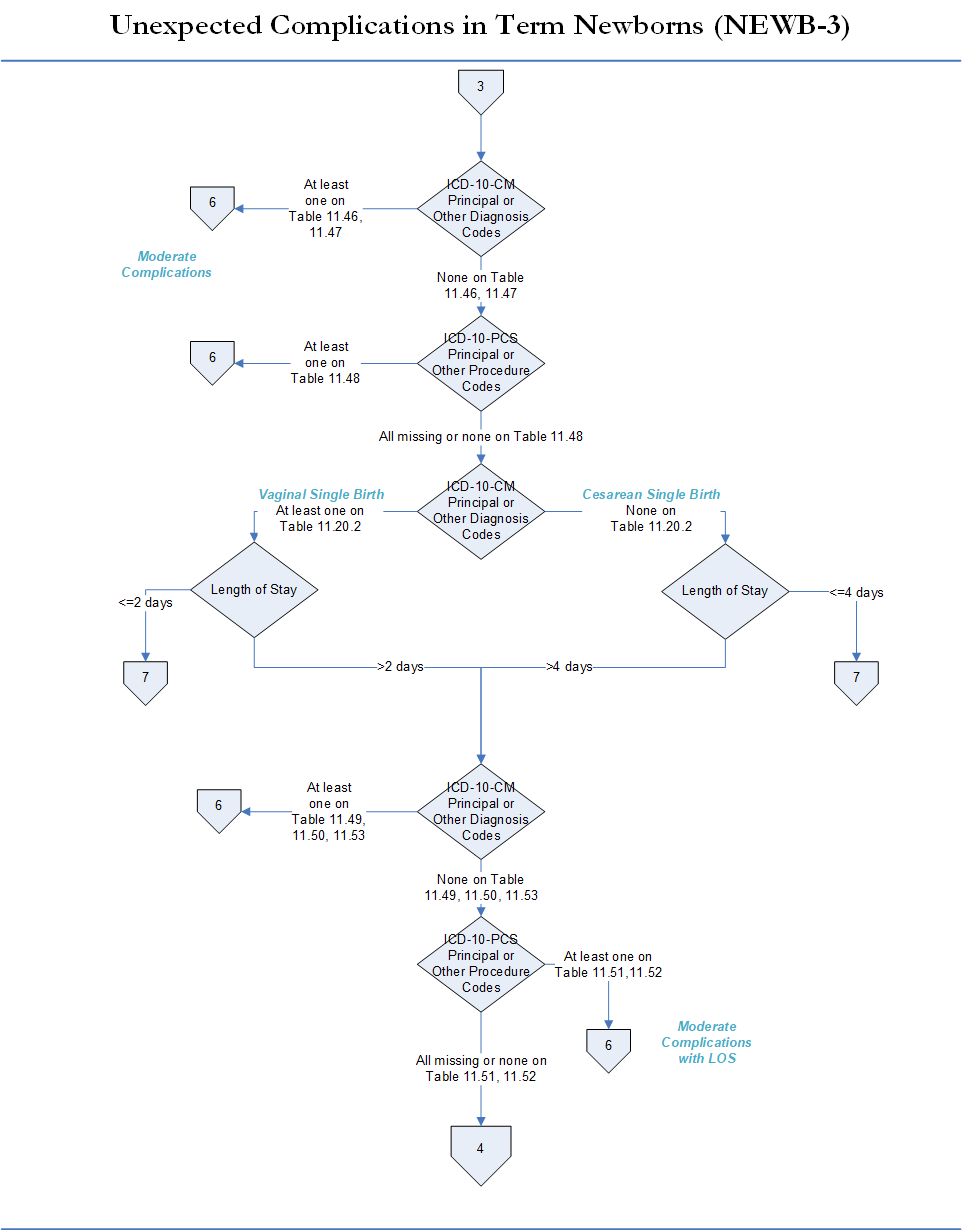 Unexpected Complications in Term Newborns (NEWB-3)
3
ICD-10-CM
Principal or
Other Diagnosis
Codes
At least
one on
Table 11.46,
11.47
6
Moderate
Complications
None on Table
11.46, 11.47
ICD-10-PCS
Principal or
Other Procedure
Codes
At least
one on
Table 11.48
6
All missing or none on Table 11.48
ICD-10-CM
Principal or
Other Diagnosis
Codes
Vaginal Single Birth
At least one on
Table 11.20.2
Cesarean Single Birth
None on
Table 11.20.2
Length of Stay
Length of Stay
<=2 days
<=4 days
7
>2 days
>4 days
7
ICD-10-CM
Principal or
Other Diagnosis
Codes
At least
one on
Table 11.49,
11.50, 11.53
6
None on Table
11.49, 11.50, 11.53
ICD-10-PCS
Principal or
Other Procedure
Codes
At least one on
Table 11.51,11.52
6
Moderate
Complications
with LOS
All missing or none on
Table 11.51, 11.52
4